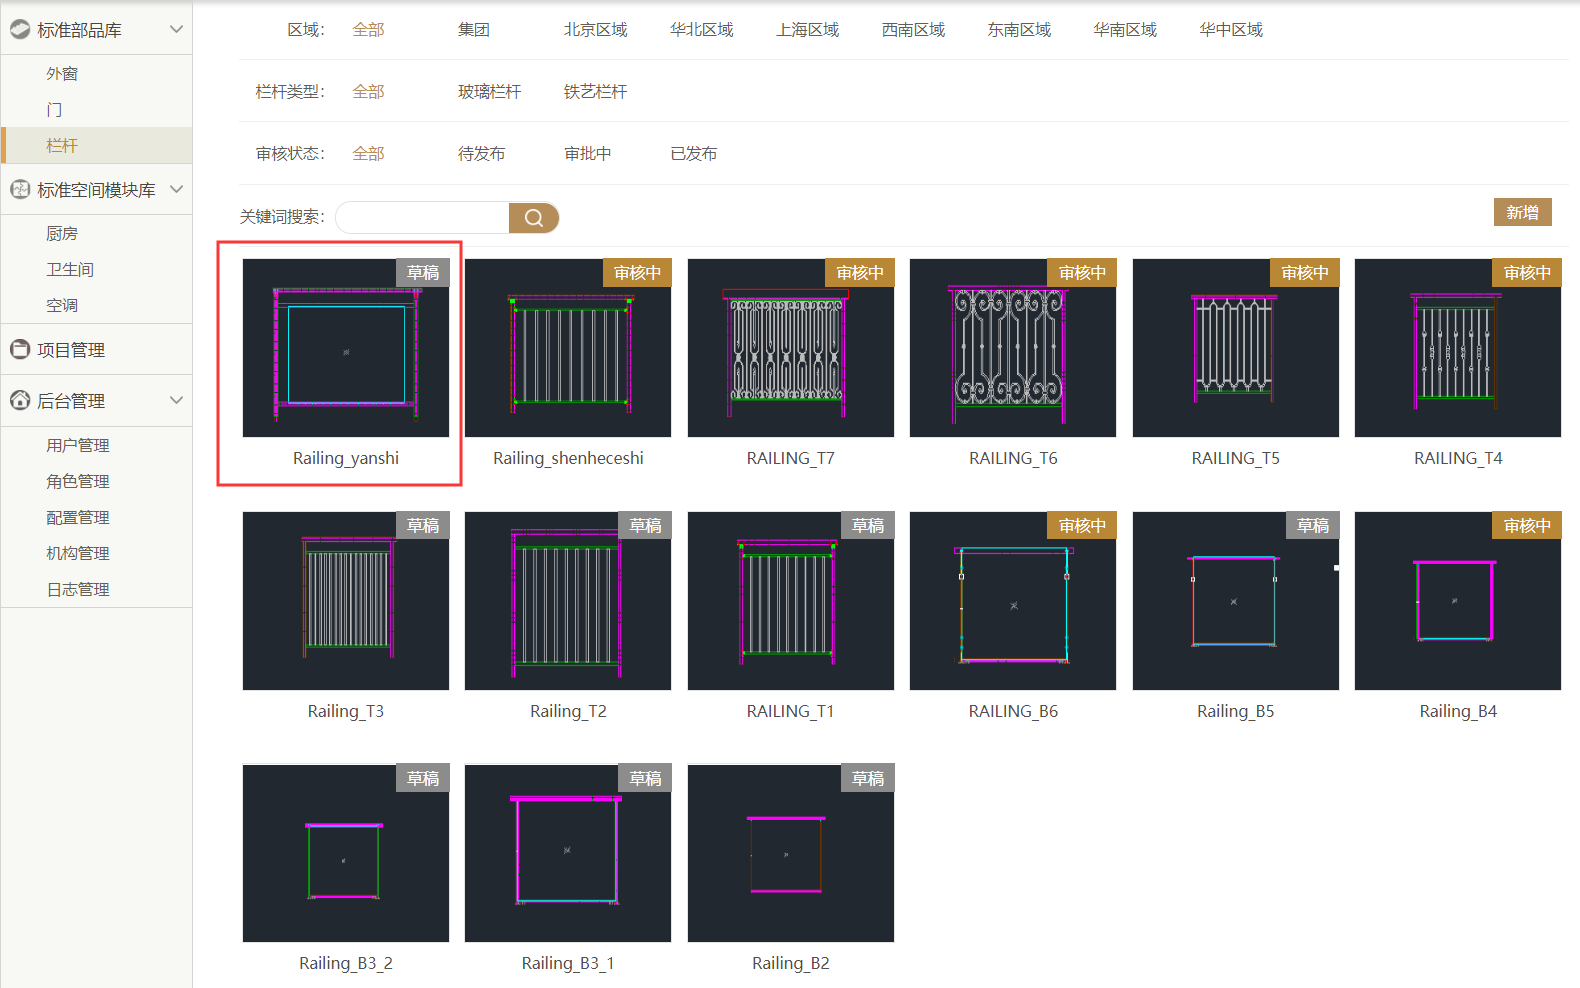 标准部品库
外窗
门
栏杆
标准空间模块库
厨房
卫生间
空调
项目管理
后台管理
用户管理
角色管理
配置管理
机构管理
日志管理
区域： 全部 集团 北京区域 华北区域 上海区域 西南区域 东南区域 华南区域 华中区域
栏杆类型： 全部 玻璃栏杆 铁艺栏杆
审核状态： 全部 待发布 审批中 已发布
关键词搜索： 新增
草稿 审核中 审核中 审核中 审核中 审核中
Railing_yanshi Railing_shenheceshi RAILING_T7 RAILING_T6 RAILING_T5 RAILING_T4
草稿 草稿 草稿 审核中 草稿 审核中
Railing_T3 Railing_T2 RAILING_T1 RAILING_B6 Railing_B5 Railing_B4
草稿 草稿 草稿
Railing_B3_2 Railing_B3_1 Railing_B2